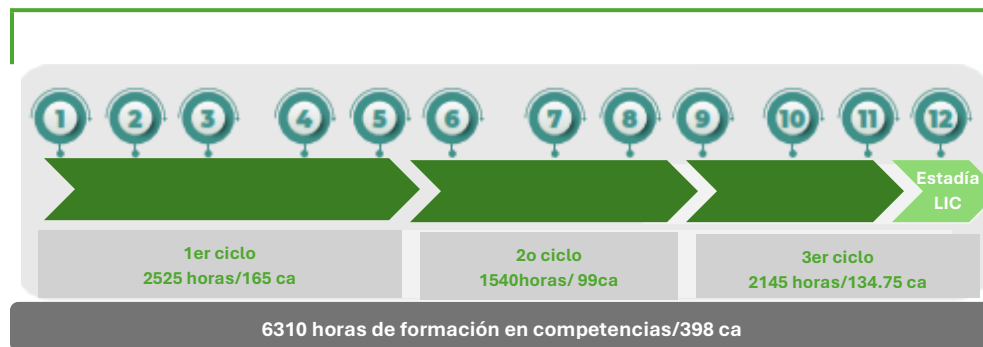 1 2 3 4 5 6 7 8 9 10 11 12
Estadía
LIC
1er ciclo
2525 horas/165 ca
2o ciclo
1540horas/ 99ca
3er ciclo
2145 horas/134.75 ca
6310 horas de formación en competencias/398 ca